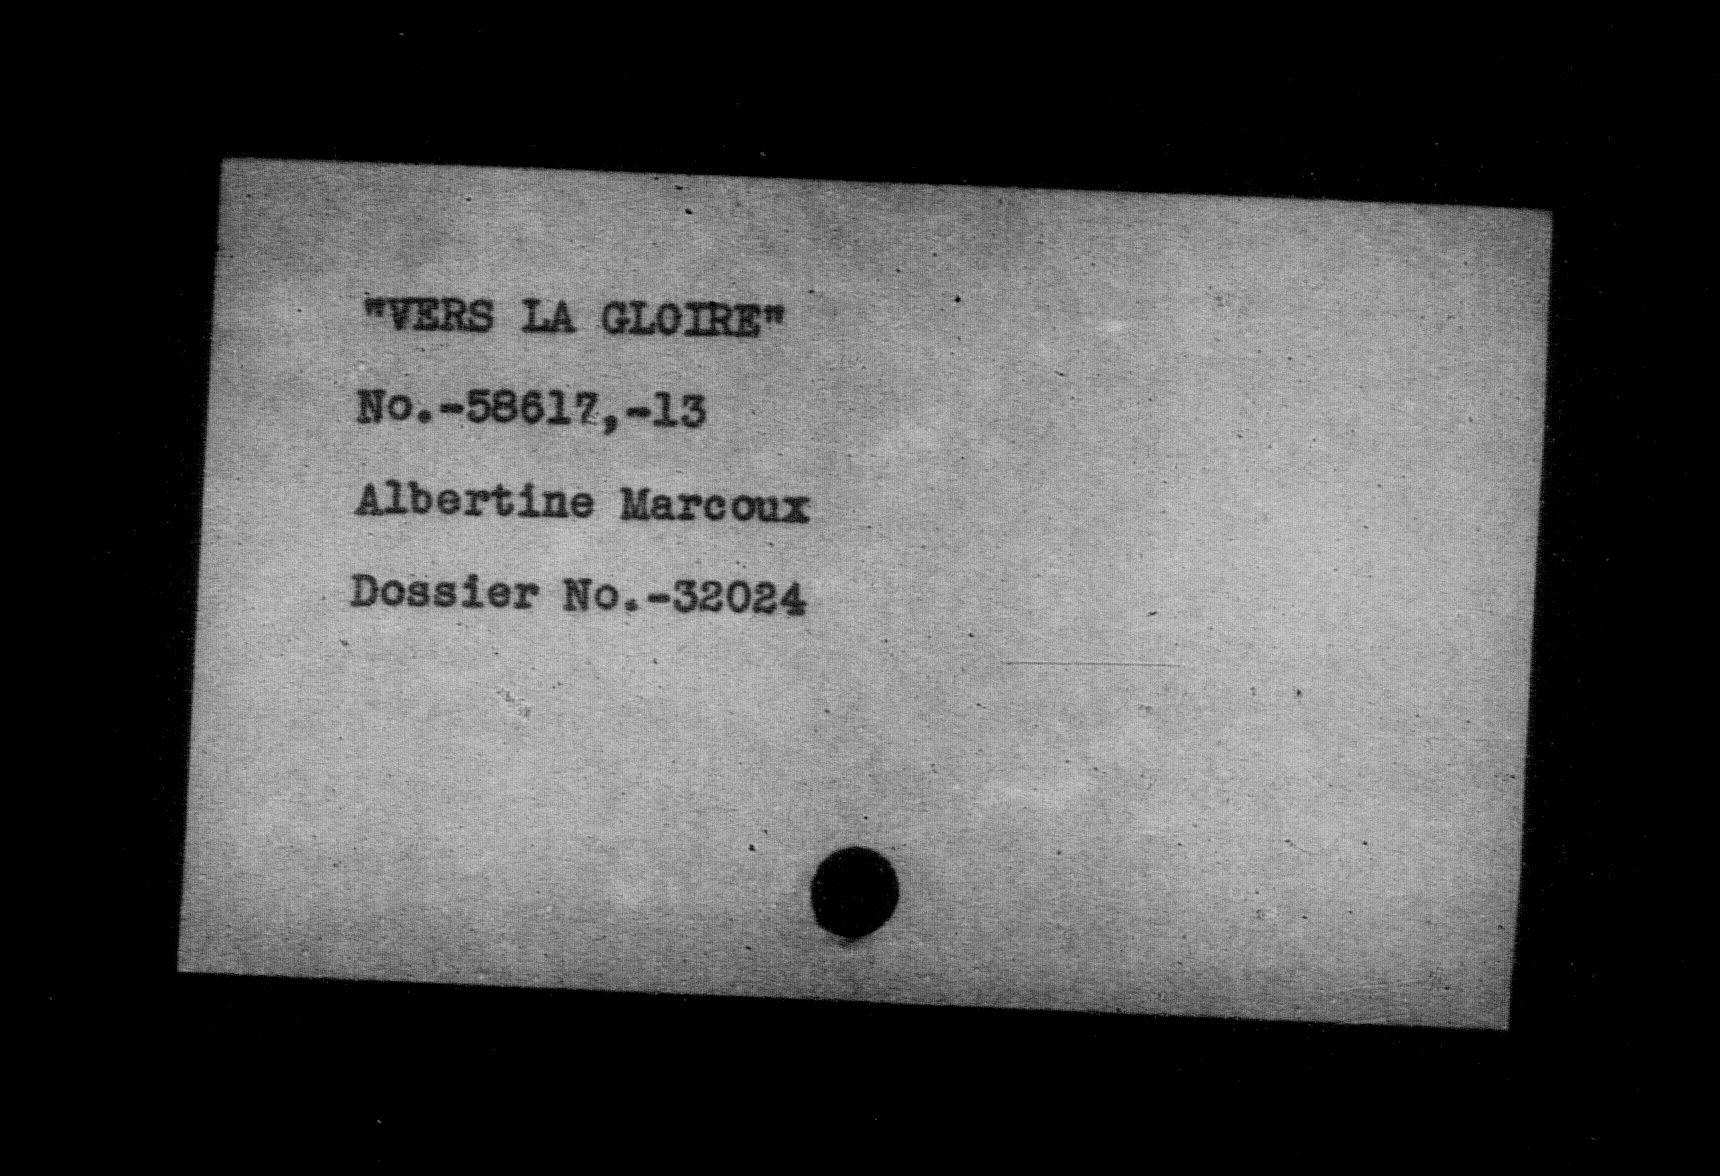 "VERS LA GLOIRE"
No.-58617,-13
Albertine Marcoux
Dossier No.-32024